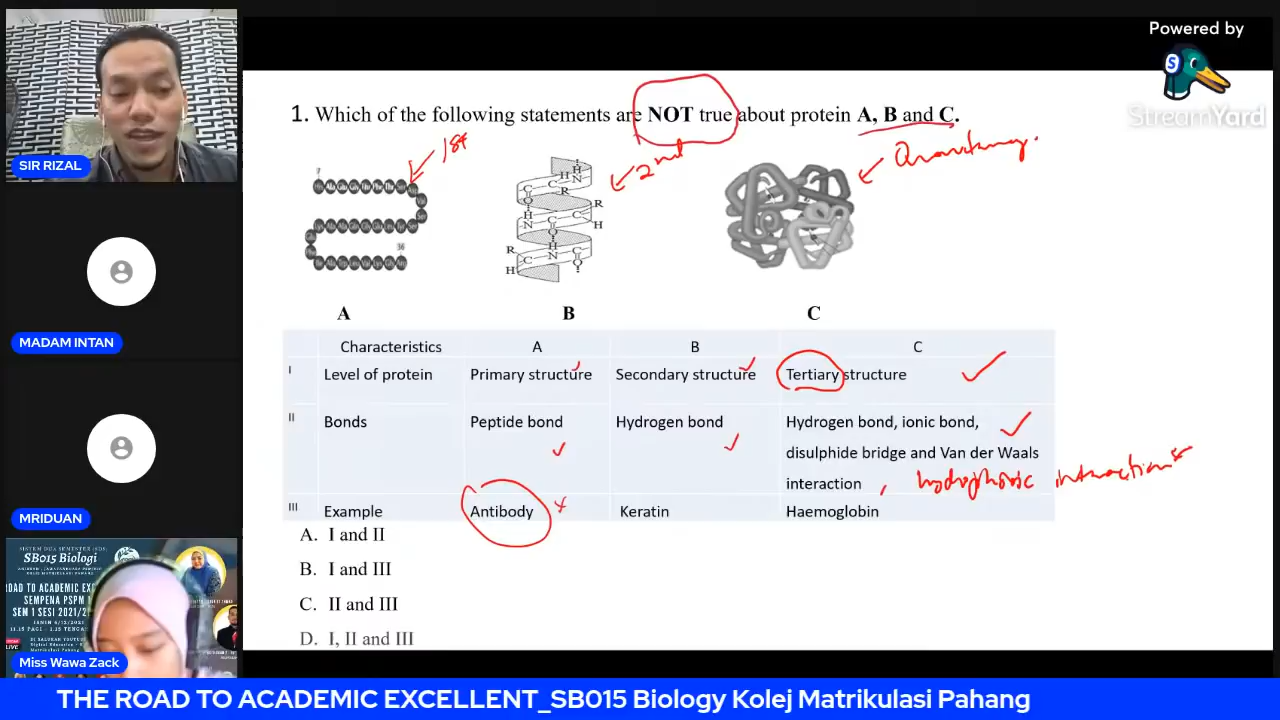 Powered by
StreamYard
SIR RIZAL
MADAM INTAN
MRIDUAN
SB015 Biologi
Miss Wawa Zack
1. Which of the following statements are NOT true about protein A, B and C.
1st
2nd
Quaternary.
A B C
Characteristics A B C
I Level of protein Primary structure Secondary structure Tertiary structure
II Bonds Peptide bond Hydrogen bond Hydrogen bond, ionic bond,
disulphide bridge and Van der Waals
interaction , hydrophobic interaction
III Example Antibody Keratin Haemoglobin
A. I and II
B. I and III
C. II and III
D. I, II and III
THE ROAD TO ACADEMIC EXCELLENT_SB015 Biology Kolej Matrikulasi Pahang